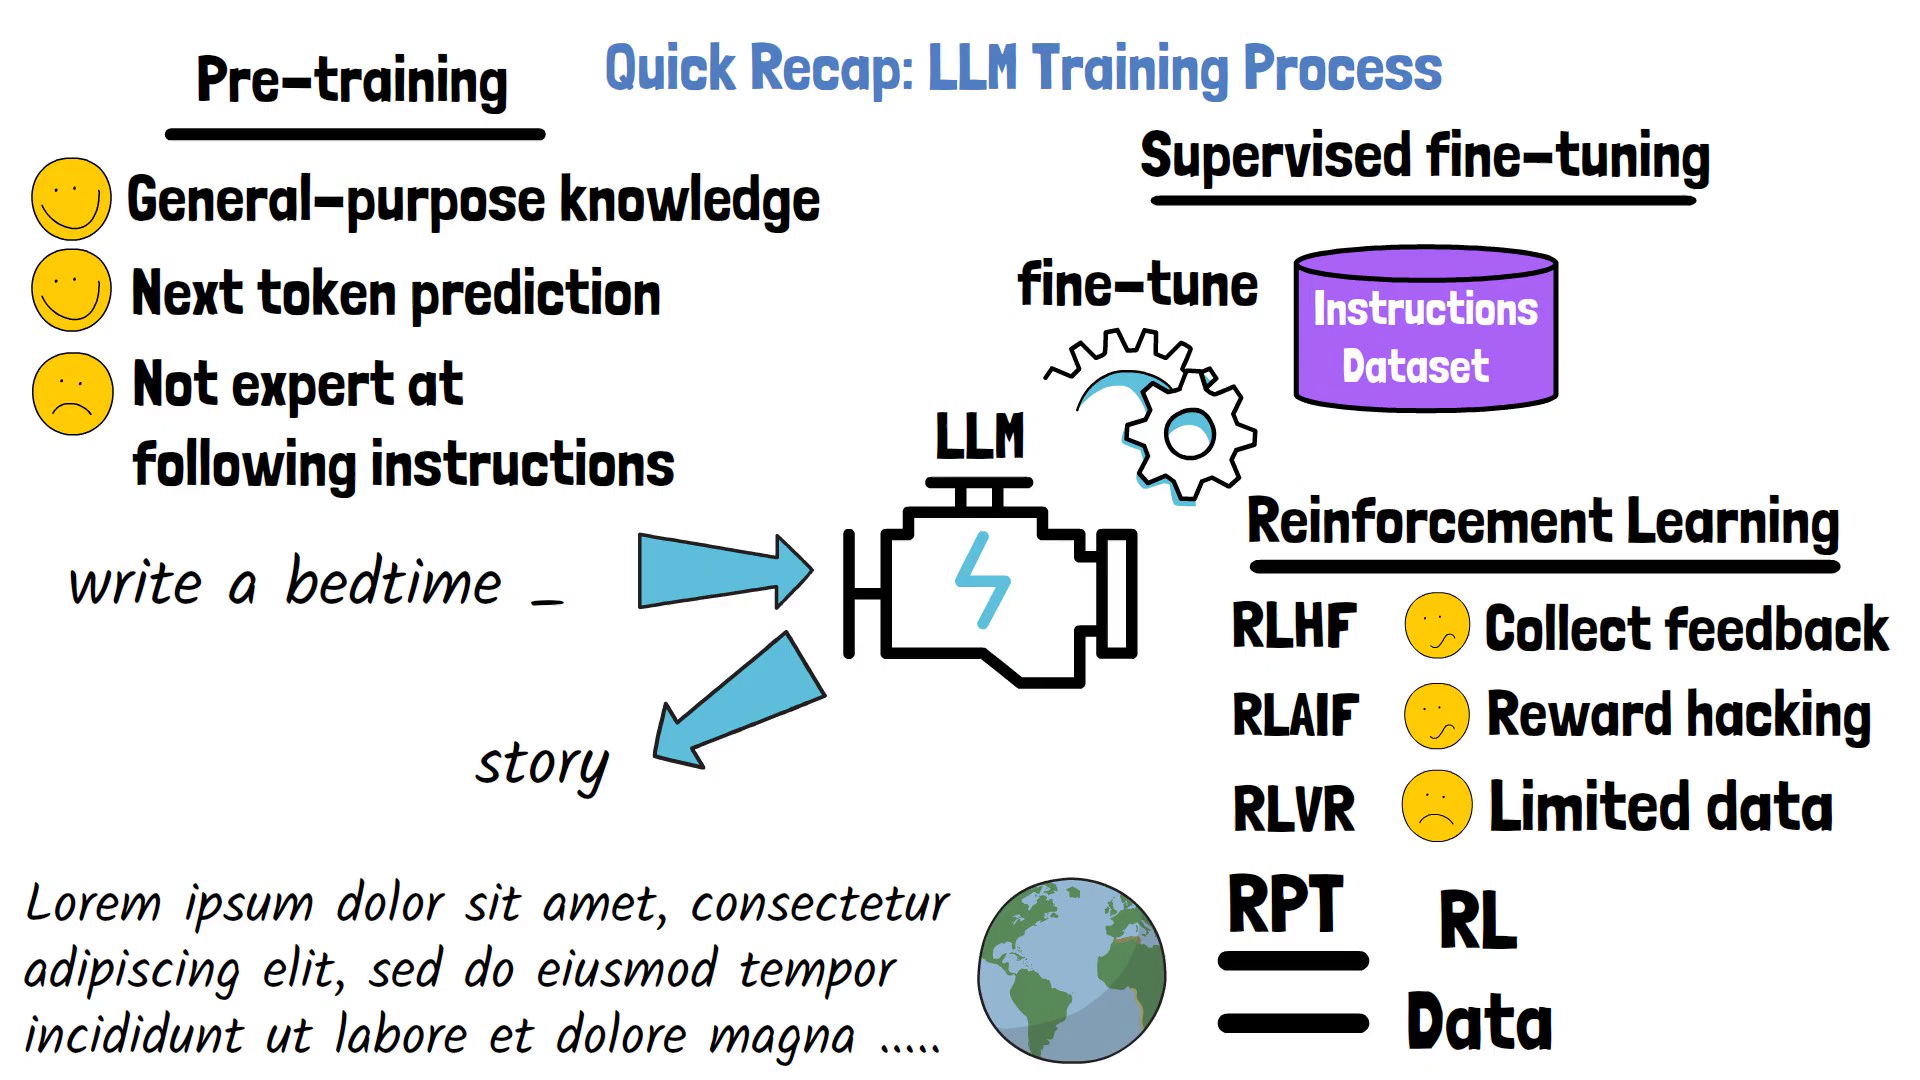 Quick Recap: LLM Training Process
Pre-training
General-purpose knowledge
Next token prediction
Not expert at
following instructions
write a bedtime _
story
Lorem ipsum dolor sit amet, consectetur
adipiscing elit, sed do eiusmod tempor
incididunt ut labore et dolore magna .....
LLM
Supervised fine-tuning
fine-tune
Instructions
Dataset
Reinforcement Learning
RLHF Collect feedback
RLAIF Reward hacking
RLVR Limited data
RPT RL
Data